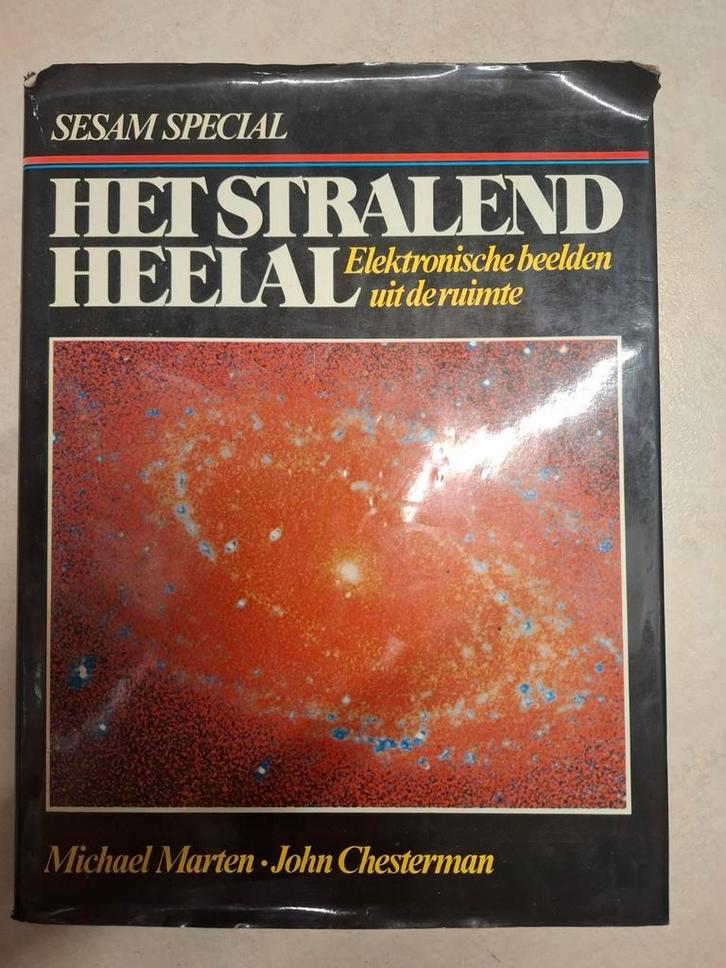 SESAM SPECIAL
HET STRALEND
HEELAL Elektronische beelden
uit de ruimte
Michael Marten · John Chesterman